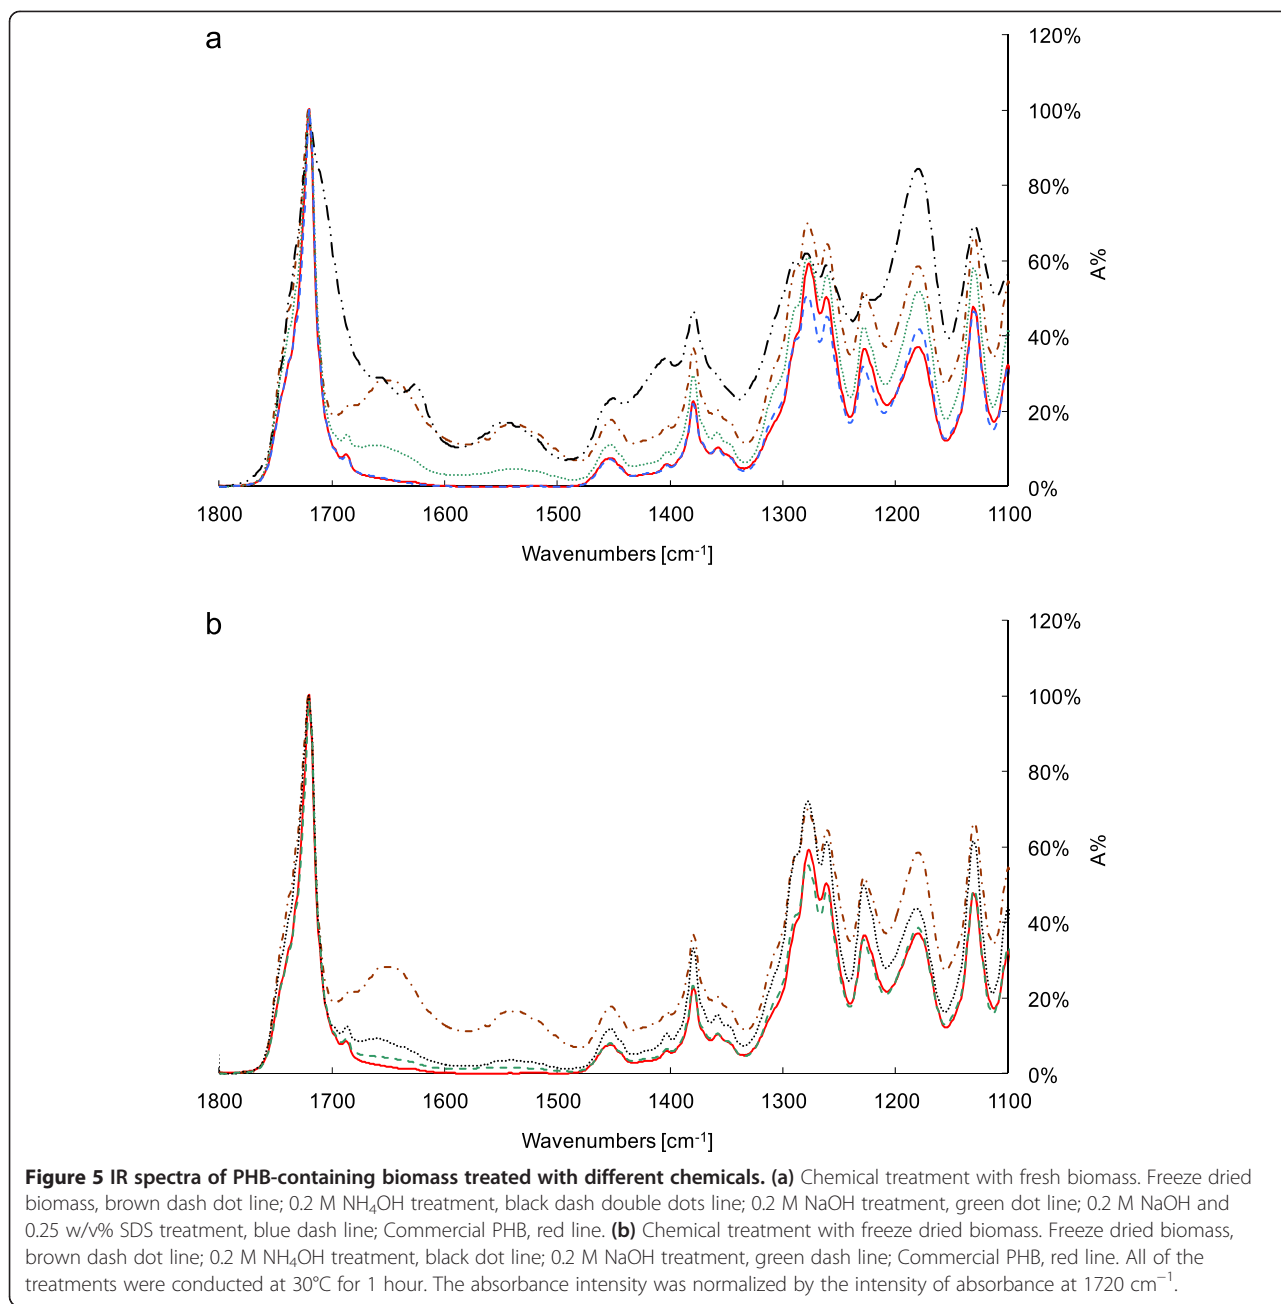 a
120%
100%
80%
60%
40%
20%
0%
A%
1800 1700 1600 1500 1400 1300 1200 1100
Wavenumbers [cm⁻¹]
b
120%
100%
80%
60%
40%
20%
0%
A%
1800 1700 1600 1500 1400 1300 1200 1100
Wavenumbers [cm⁻¹]
Figure 5 IR spectra of PHB-containing biomass treated with different chemicals. (a) Chemical treatment with fresh biomass. Freeze dried
biomass, brown dash dot line; 0.2 M NH₄OH treatment, black dash double dots line; 0.2 M NaOH treatment, green dot line; 0.2 M NaOH and
0.25 w/v% SDS treatment, blue dash line; Commercial PHB, red line. (b) Chemical treatment with freeze dried biomass. Freeze dried biomass,
brown dash dot line; 0.2 M NH₄OH treatment, black dot line; 0.2 M NaOH treatment, green dash line; Commercial PHB, red line. All of the
treatments were conducted at 30°C for 1 hour. The absorbance intensity was normalized by the intensity of absorbance at 1720 cm⁻¹.